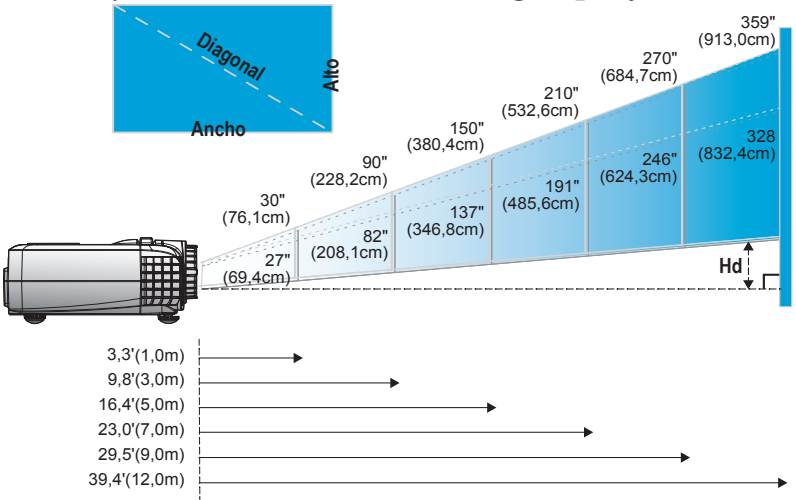 Diagonal
Alto
Ancho
30"
(76,1cm)
90"
(228,2cm)
150"
(380,4cm)
210"
(532,6cm)
270"
(684,7cm)
359"
(913,0cm)
27"
(69,4cm)
82"
(208,1cm)
137"
(346,8cm)
191"
(485,6cm)
246"
(624,3cm)
328
(832,4cm)
Hd
3,3'(1,0m)
9,8'(3,0m)
16,4'(5,0m)
23,0'(7,0m)
29,5'(9,0m)
39,4'(12,0m)